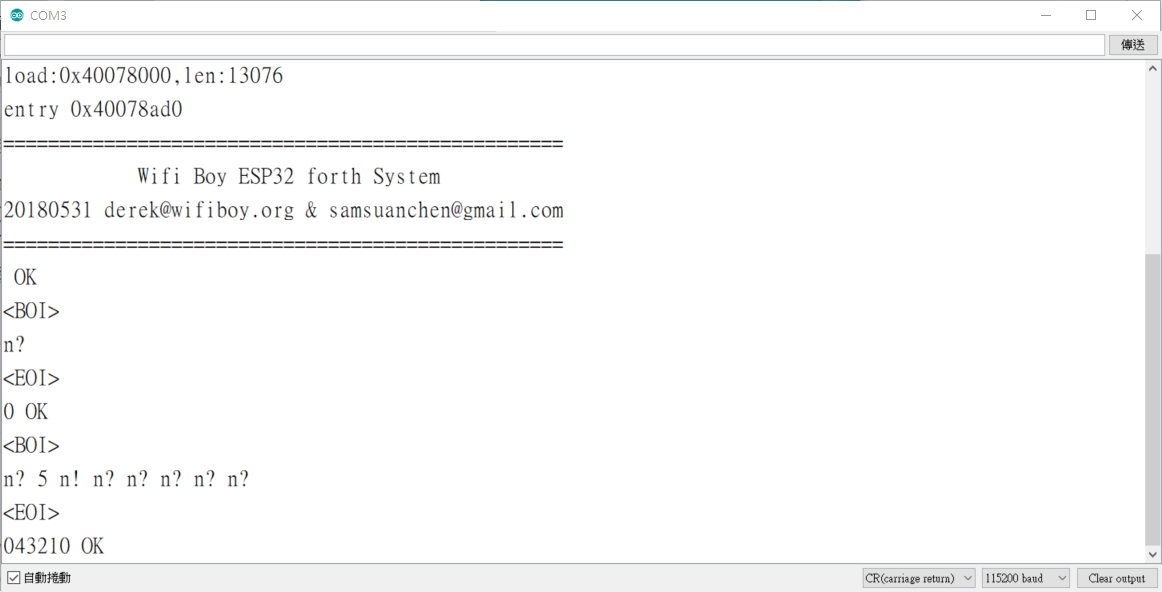 COM3
傳送
load:0x40078000,len:13076
entry 0x40078ad0
==================================================
Wifi Boy ESP32 forth System
20180531 derek@wifiboy.org & samsuanchen@gmail.com
==================================================
OK
<BOI>
n?
<EOI>
0 OK
<BOI>
n? 5 n! n? n? n? n? n?
<EOI>
043210 OK
自動捲動
CR(carriage return)
115200 baud
Clear output